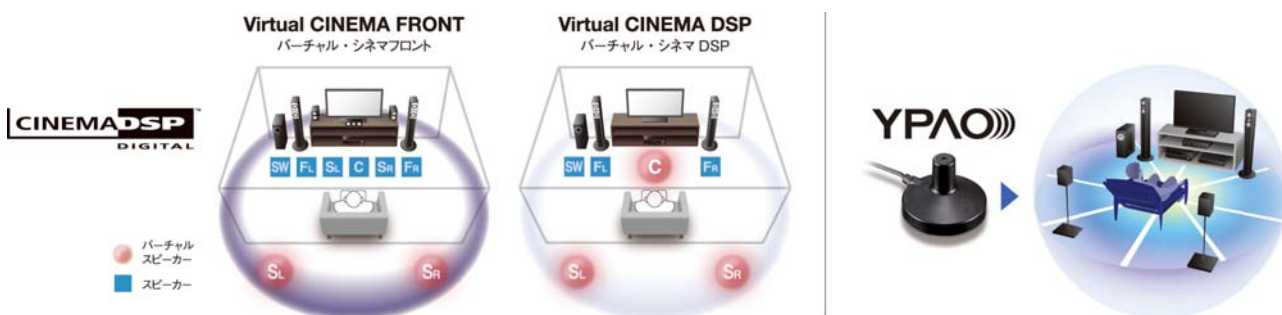 CINEMA DSP™
DIGITAL
Virtual CINEMA FRONT
バーチャル・シネマフロント
SW FL SL C SR FR
SL SR
バーチャル
スピーカー
スピーカー
Virtual CINEMA DSP
バーチャル・シネマ DSP
SW FL C FR
SL SR
YPAO